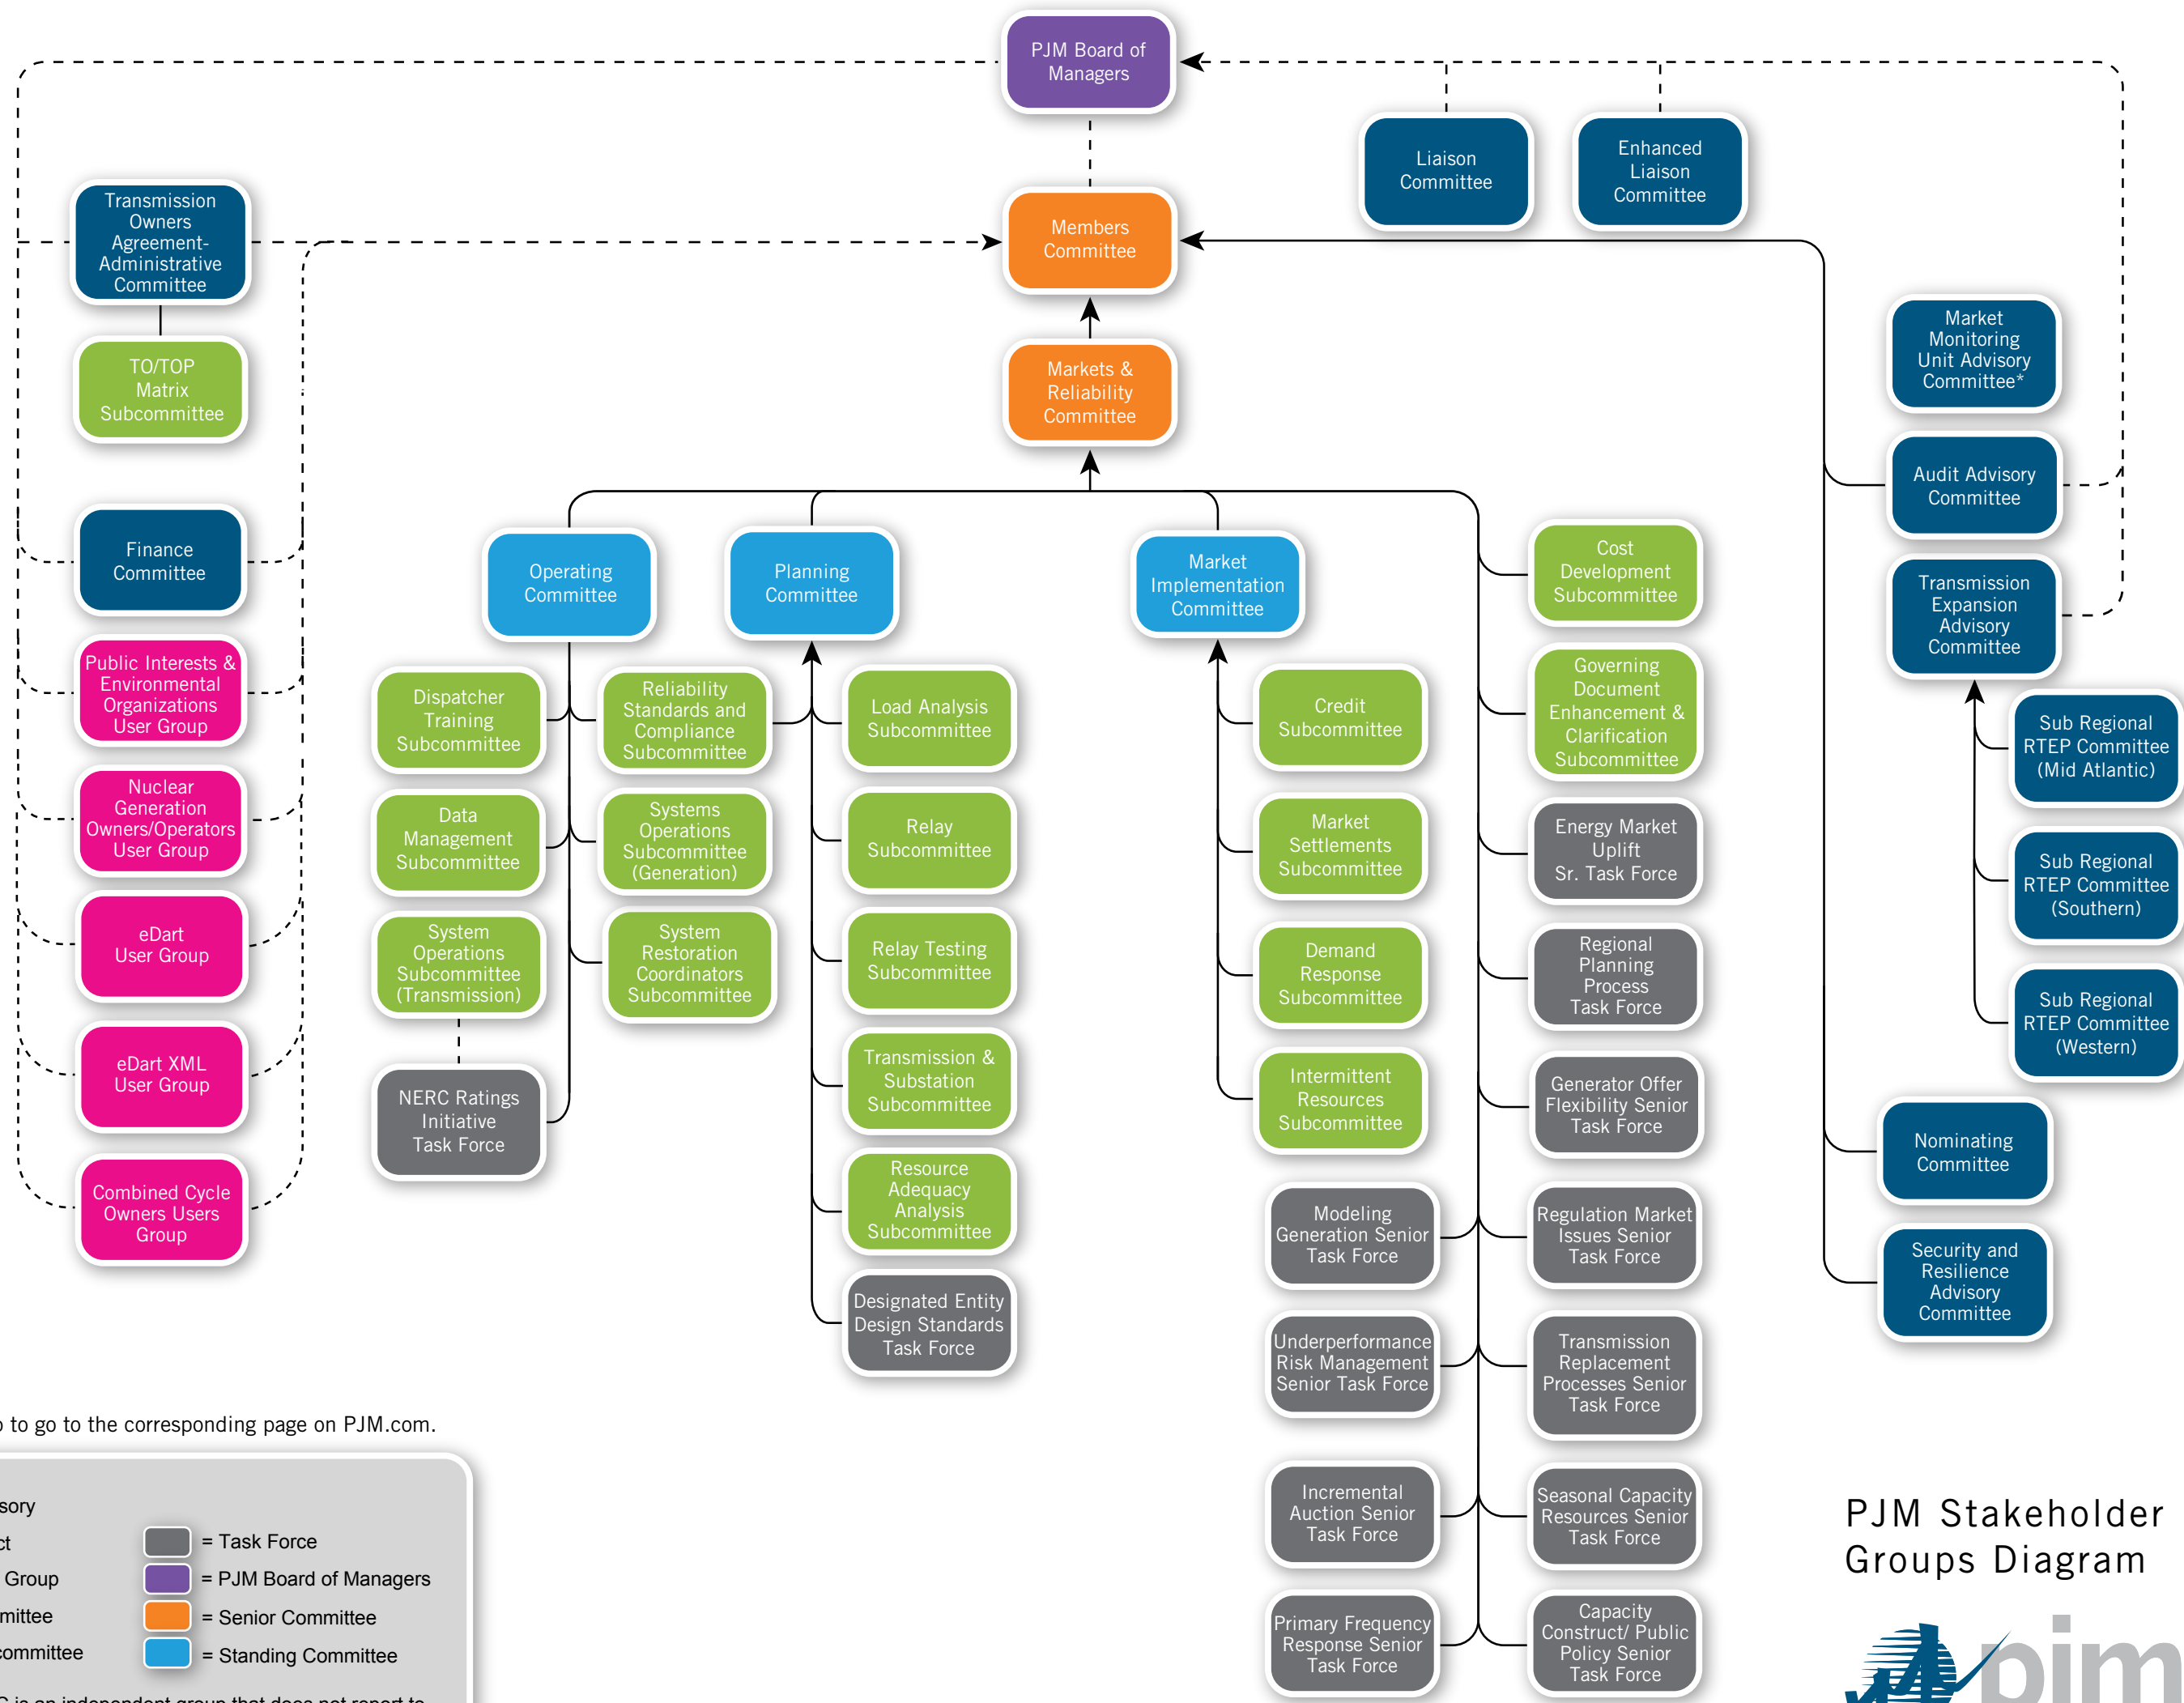 PJM Board of
Managers
Liaison
Committee
Enhanced
Liaison
Committee
Transmission
Owners
Agreement-
Administrative
Committee
Members
Committee
TO/TOP
Matrix
Subcommittee
Markets &
Reliability
Committee
Market
Monitoring
Unit Advisory
Committee*
Audit Advisory
Committee
Transmission
Expansion
Advisory
Committee
Finance
Committee
Operating
Committee
Planning
Committee
Market
Implementation
Committee
Cost
Development
Subcommittee
Public Interests &
Environmental
Organizations
User Group
Nuclear
Generation
Owners/Operators
User Group
eDart
User Group
eDart XML
User Group
Combined Cycle
Owners Users
Group
Dispatcher
Training
Subcommittee
Reliability
Standards and
Compliance
Subcommittee
Data
Management
Subcommittee
Systems
Operations
Subcommittee
(Generation)
System
Operations
Subcommittee
(Transmission)
System
Restoration
Coordinators
Subcommittee
NERC Ratings
Initiative
Task Force
Load Analysis
Subcommittee
Relay
Subcommittee
Relay Testing
Subcommittee
Transmission &
Substation
Subcommittee
Resource
Adequacy
Analysis
Subcommittee
Designated Entity
Design Standards
Task Force
Credit
Subcommittee
Market
Settlements
Subcommittee
Demand
Response
Subcommittee
Intermittent
Resources
Subcommittee
Governing
Document
Enhancement &
Clarification
Subcommittee
Energy Market
Uplift
Sr. Task Force
Regional
Planning
Process
Task Force
Generator Offer
Flexibility Senior
Task Force
Modeling
Generation Senior
Task Force
Regulation Market
Issues Senior
Task Force
Underperformance
Risk Management
Senior Task Force
Transmission
Replacement
Processes Senior
Task Force
Incremental
Auction Senior
Task Force
Seasonal Capacity
Resources Senior
Task Force
Primary Frequency
Response Senior
Task Force
Capacity
Construct/ Public
Policy Senior
Task Force
Sub Regional
RTEP Committee
(Mid Atlantic)
Sub Regional
RTEP Committee
(Southern)
Sub Regional
RTEP Committee
(Western)
Nominating
Committee
Security and
Resilience
Advisory
Committee
to go to the corresponding page on PJM.com.
Group
= Task Force
= PJM Board of Managers
= Senior Committee
= Standing Committee
is an independent group that does not report to
PJM Stakeholder
Groups Diagram
pjm